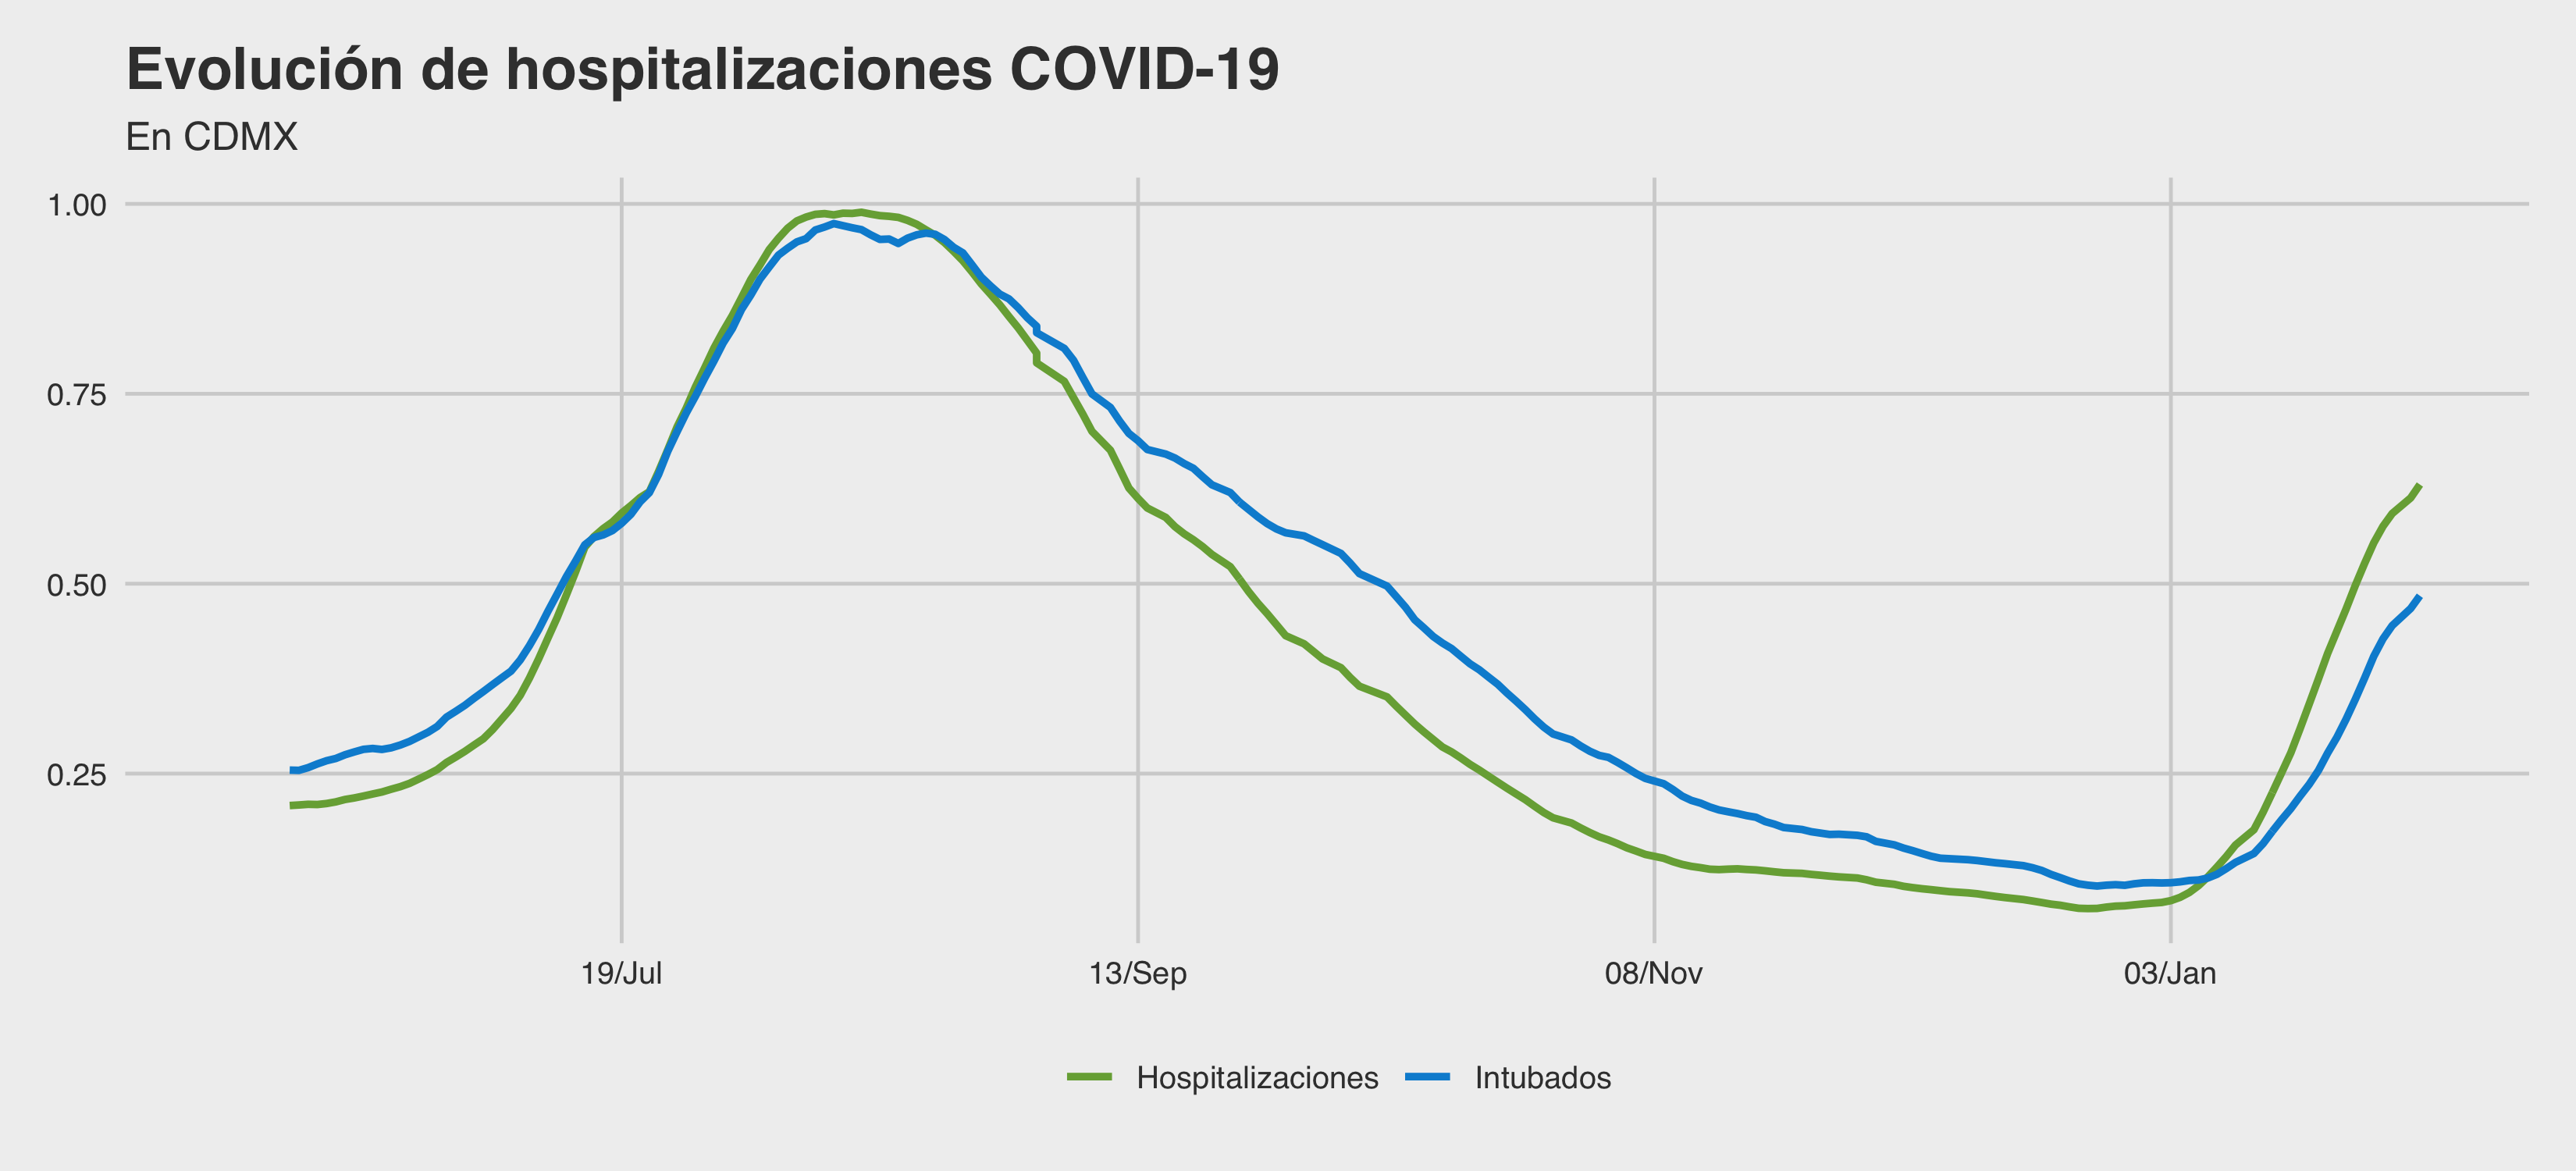 Evolución de hospitalizaciones COVID-19
En CDMX
1.00
0.75
0.50
0.25
19/Jul 13/Sep 08/Nov 03/Jan
Hospitalizaciones Intubados